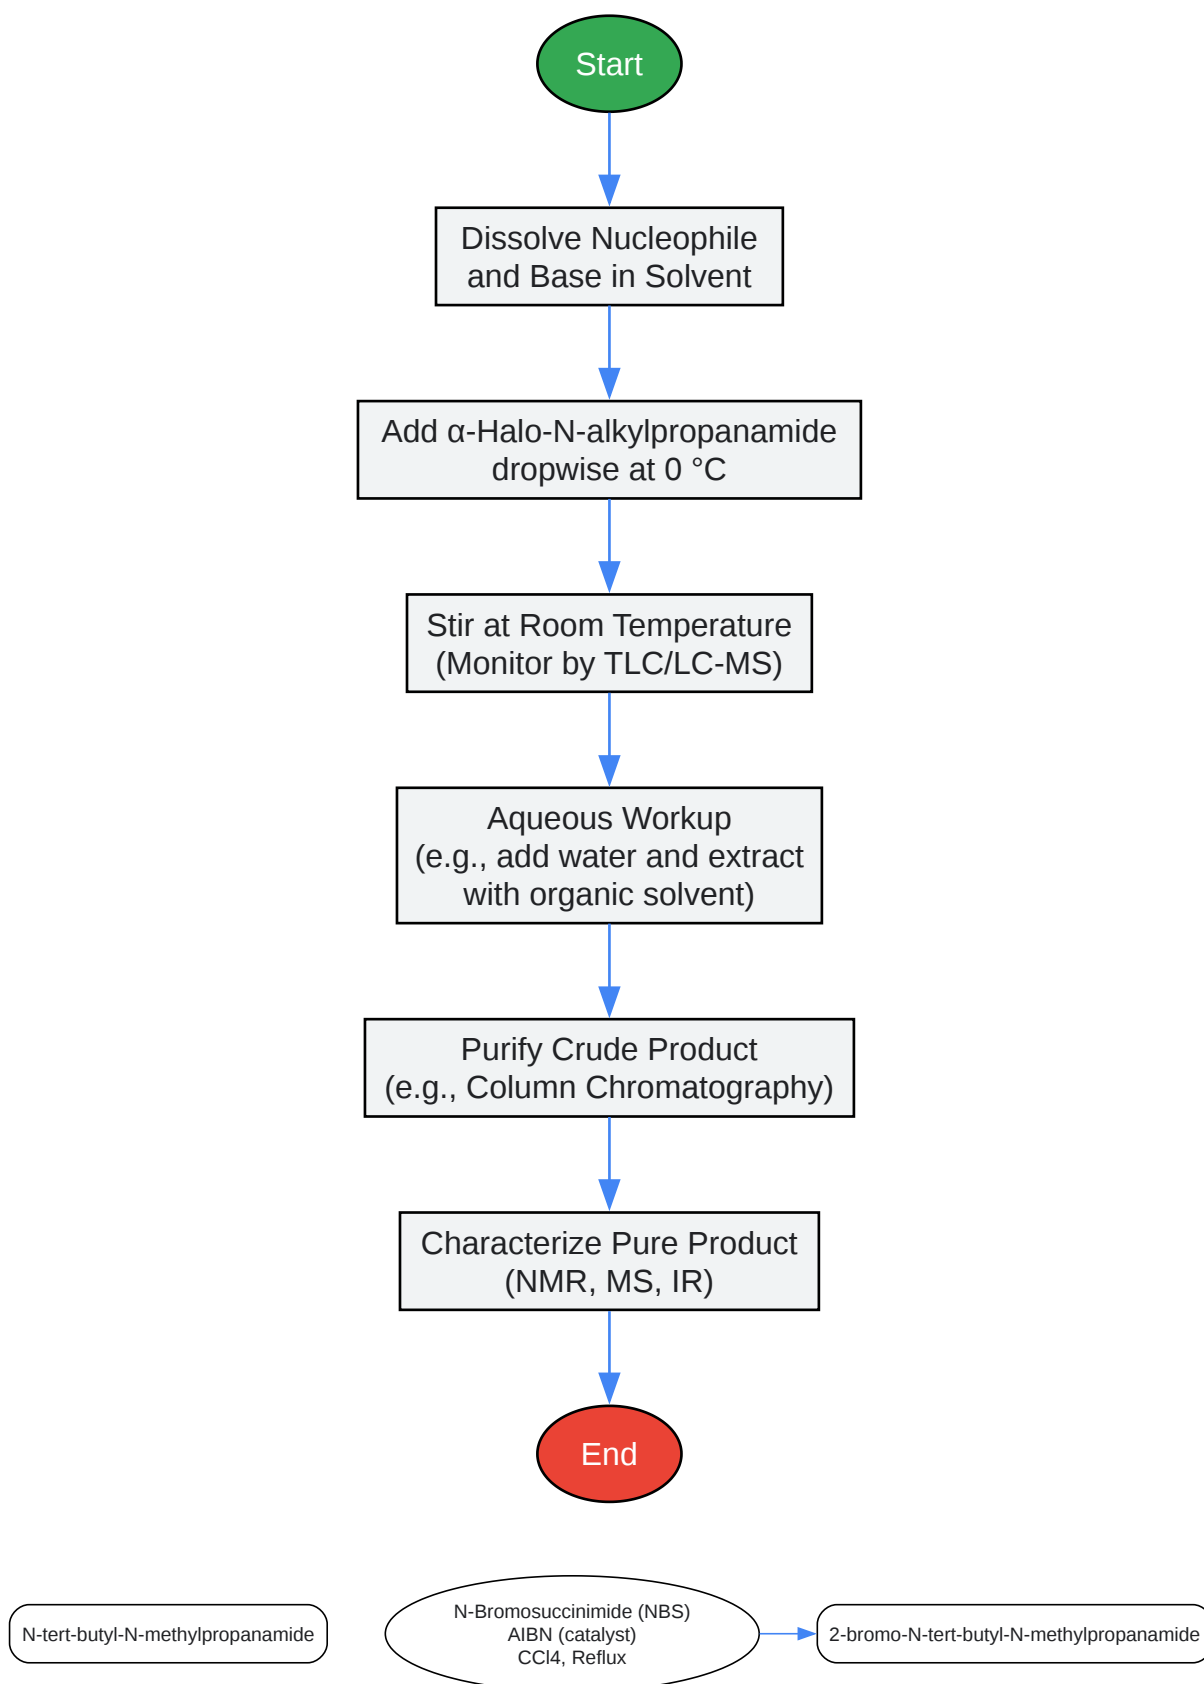 Start
Dissolve Nucleophile
and Base in Solvent
Add α-Halo-N-alkylpropanamide
dropwise at 0 °C
Stir at Room Temperature
(Monitor by TLC/LC-MS)
Aqueous Workup
(e.g., add water and extract
with organic solvent)
Purify Crude Product
(e.g., Column Chromatography)
Characterize Pure Product
(NMR, MS, IR)
End
N-tert-butyl-N-methylpropanamide
N-Bromosuccinimide (NBS)
AIBN (catalyst)
CCl4, Reflux
2-bromo-N-tert-butyl-N-methylpropanamide